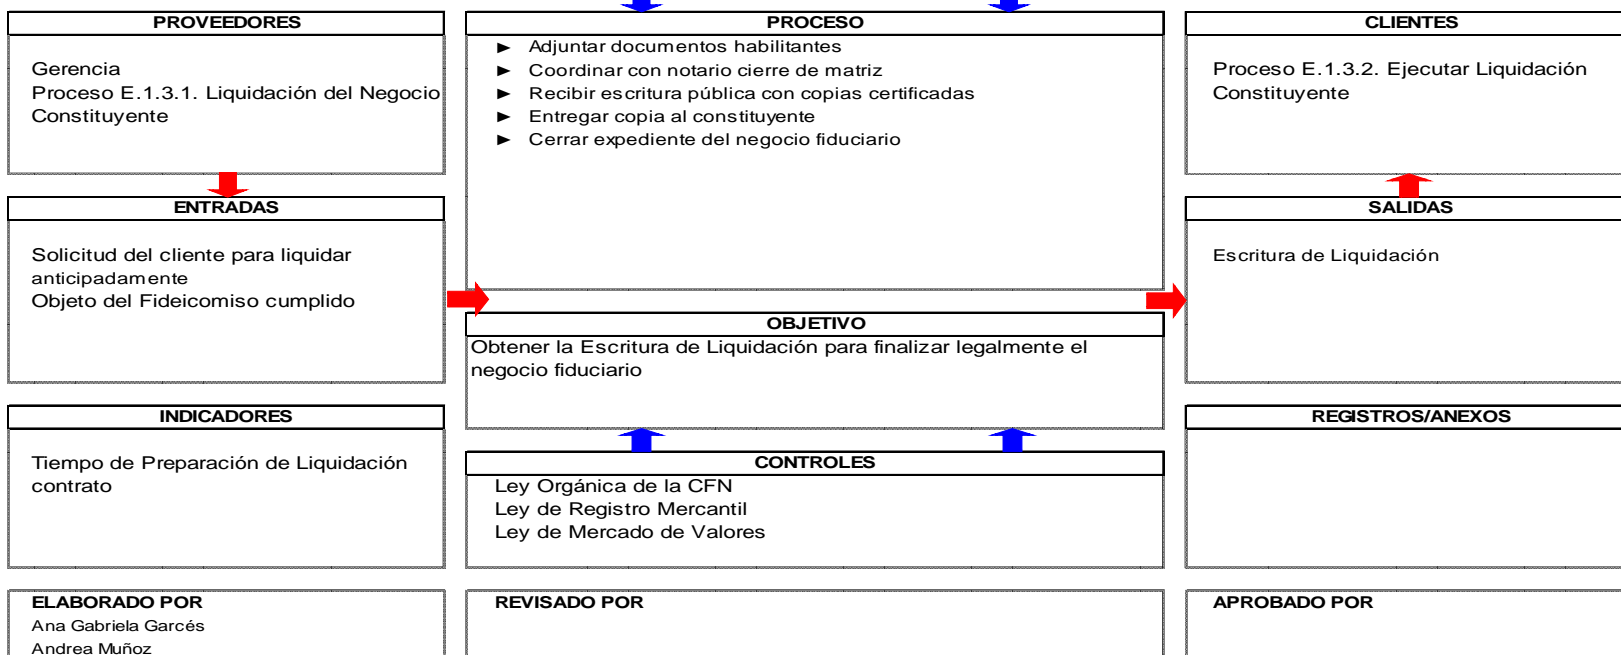 PROVEEDORES
Gerencia
Proceso E.1.3.1. Liquidación del Negocio
Constituyente
PROCESO
► Adjuntar documentos habilitantes
► Coordinar con notario cierre de matriz
► Recibir escritura pública con copias certificadas
► Entregar copia al constituyente
► Cerrar expediente del negocio fiduciario
CLIENTES
Proceso E.1.3.2. Ejecutar Liquidación
Constituyente
ENTRADAS
Solicitud del cliente para liquidar
anticipadamente
Objeto del Fideicomiso cumplido
SALIDAS
Escritura de Liquidación
OBJETIVO
Obtener la Escritura de Liquidación para finalizar legalmente el
negocio fiduciario
INDICADORES
Tiempo de Preparación de Liquidación
contrato
CONTROLES
Ley Orgánica de la CFN
Ley de Registro Mercantil
Ley de Mercado de Valores
REGISTROS/ANEXOS
ELABORADO POR
Ana Gabriela Garcés
Andrea Muñoz
REVISADO POR
APROBADO POR